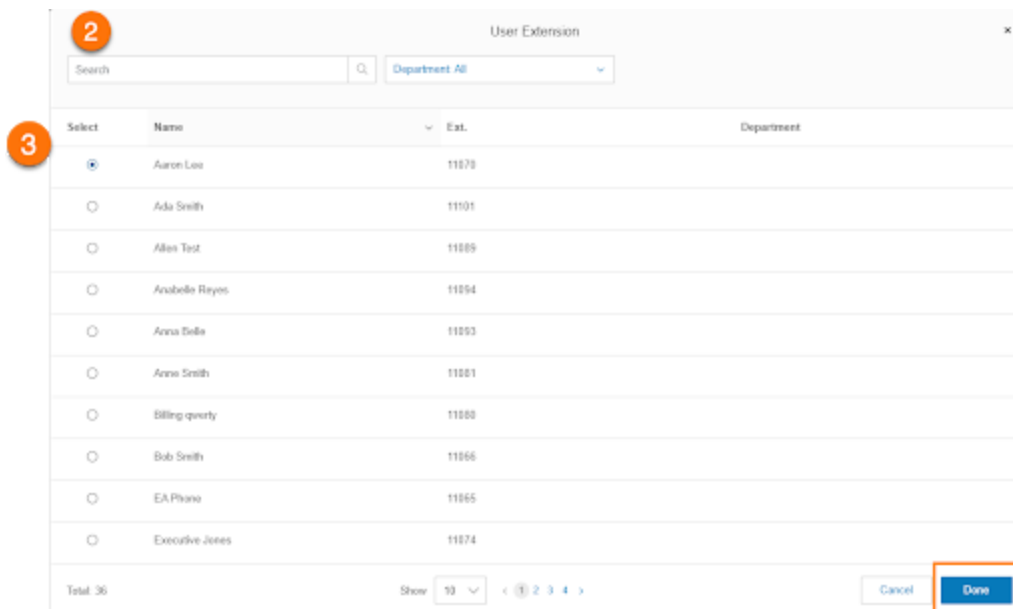 2
User Extension
×
Search
Department: All
Select Name Ext. Department
3
Aaron Lee 11070
Ada Smith 11101
Allen Test 11089
Anabelle Reyes 11094
Anna Belle 11093
Anne Smith 11081
Billing qwerty 11080
Bob Smith 11066
EA Phone 11065
Executive Jones 11074
Total: 36 Show 10 < 1 2 3 4 > Cancel Done